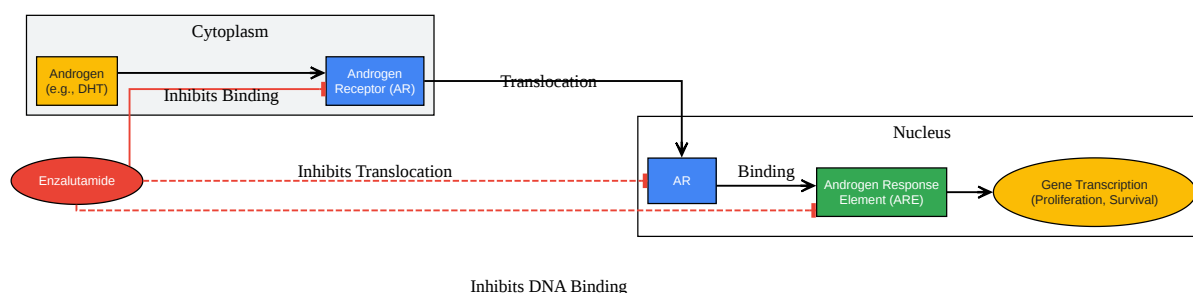 Cytoplasm
Androgen
(e.g., DHT)
Androgen
Receptor (AR)
Inhibits Binding
Translocation
Nucleus
Enzalutamide
Inhibits Translocation
AR
Binding
Androgen Response
Element (ARE)
Gene Transcription
(Proliferation, Survival)
Inhibits DNA Binding